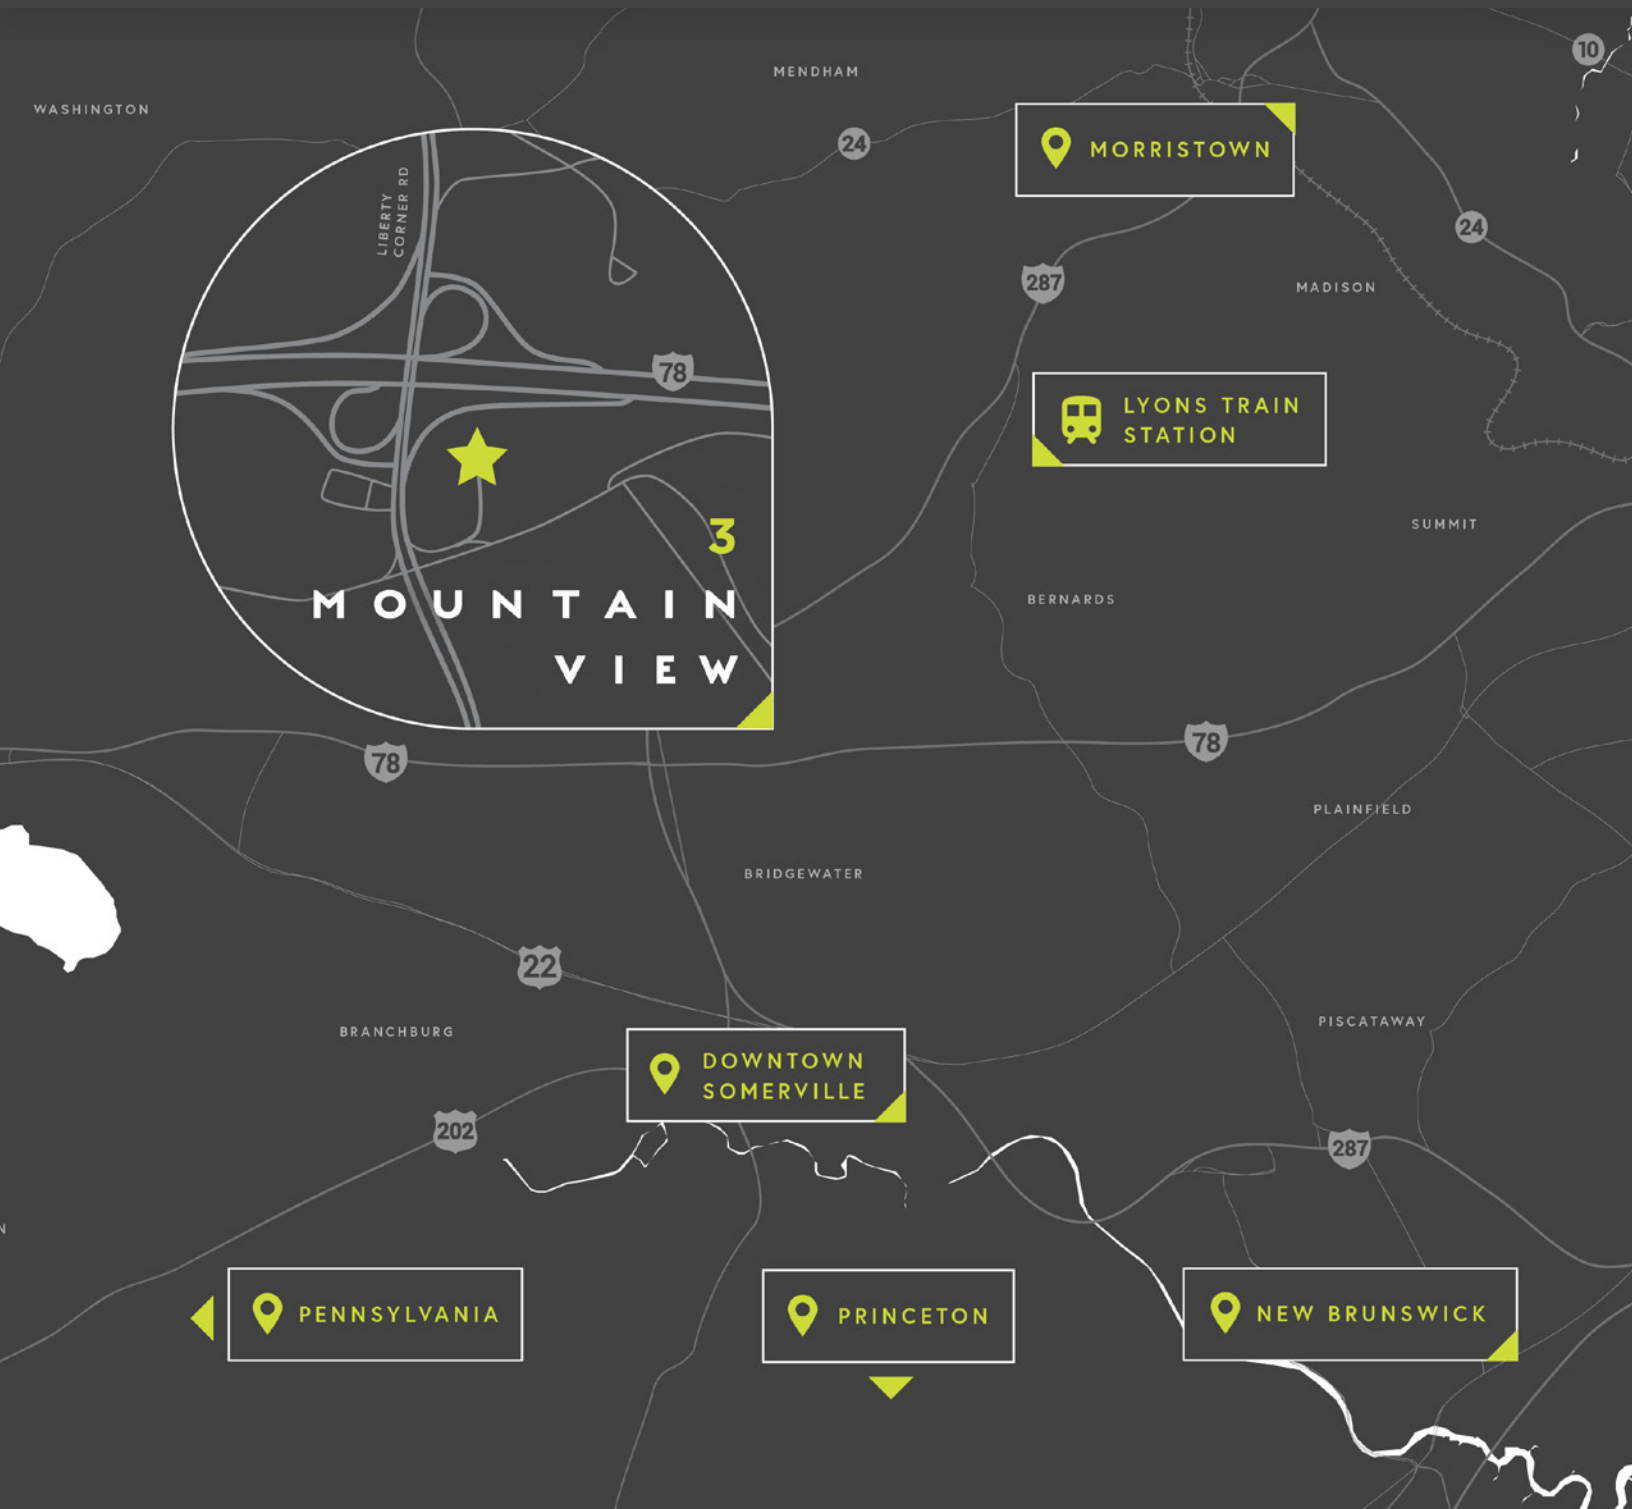 10
MENDHAM
WASHINGTON
24
MORRISTOWN
LIBERTY
CORNER RD
24
287
MADISON
78
LYONS TRAIN
STATION
SUMMIT
3
MOUNTAIN
VIEW
BERNARDS
78
78
PLAINFIELD
BRIDGEWATER
22
BRANCHBURG
PISCATAWAY
DOWNTOWN
SOMERVILLE
202
287
N
PENNSYLVANIA
PRINCETON
NEW BRUNSWICK